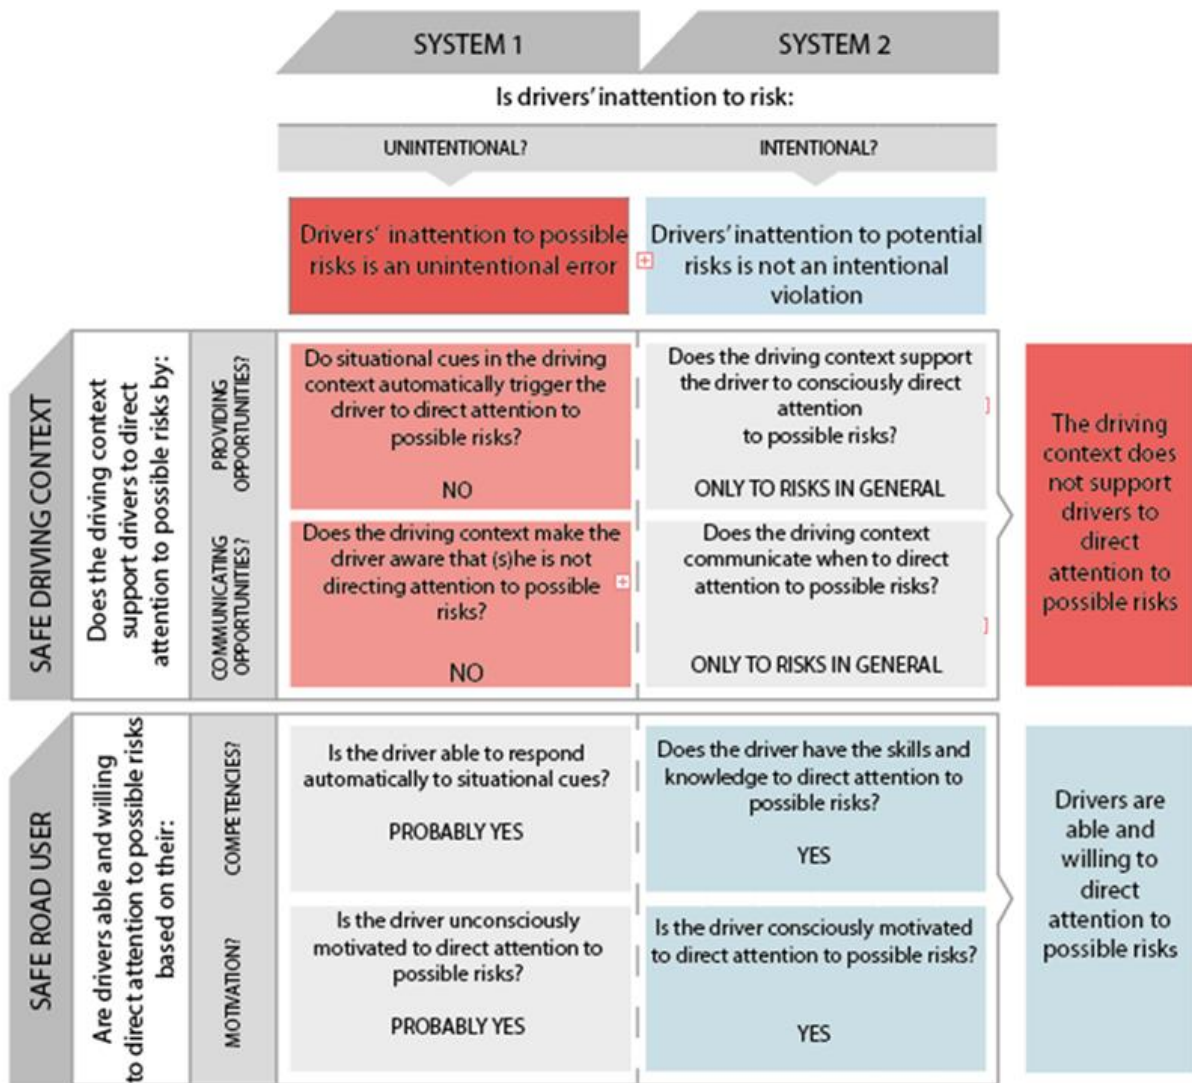 SYSTEM 1
SYSTEM 2
Is drivers' inattention to risk:
UNINTENTIONAL?
INTENTIONAL?
Drivers' inattention to possible
risks is an unintentional error
Drivers' inattention to potential
risks is not an intentional
violation
SAFE DRIVING CONTEXT
Does the driving context
support drivers to direct
attention to possible risks by:
PROVIDING
OPPORTUNITIES?
Do situational cues in the driving
context automatically trigger the
driver to direct attention to
possible risks?
NO
Does the driving context support
the driver to consciously direct
attention
to possible risks?
ONLY TO RISKS IN GENERAL
COMMUNICATING
OPPORTUNITIES?
Does the driving context make the
driver aware that (s)he is not
directing attention to possible
risks?
NO
Does the driving context
communicate when to direct
attention to possible risks?
ONLY TO RISKS IN GENERAL
The driving
context does
not support
drivers to
direct
attention to
possible risks
SAFE ROAD USER
Are drivers able and willing
to direct attention to possible risks
based on their:
COMPETENCIES?
Is the driver able to respond
automatically to situational cues?
PROBABLY YES
Does the driver have the skills and
knowledge to direct attention to
possible risks?
YES
MOTIVATION?
Is the driver unconsciously
motivated to direct attention to
possible risks?
PROBABLY YES
Is the driver consciously motivated
to direct attention to possible risks?
YES
Drivers are
able and
willing to
direct
attention to
possible risks